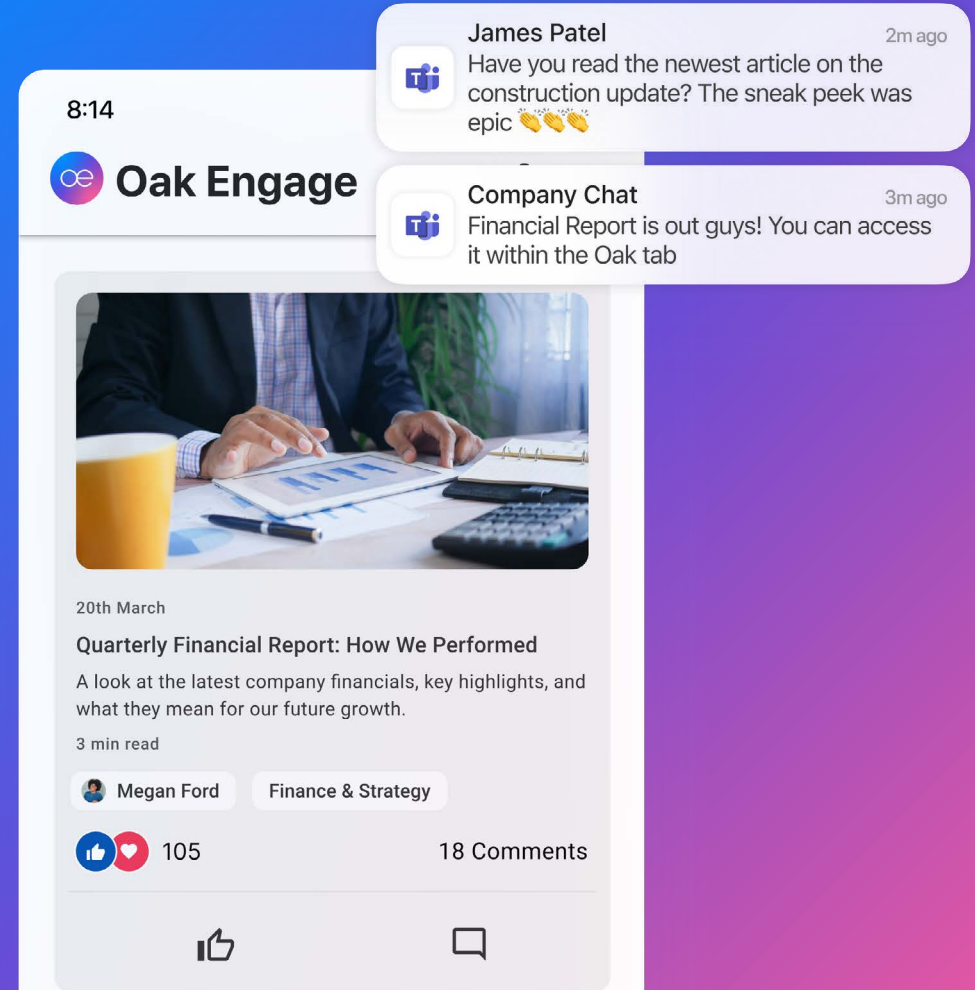 James Patel
2m ago
Have you read the newest article on the
construction update? The sneak peek was
epic 👏👏👏
8:14
Oak Engage
Company Chat
3m ago
Financial Report is out guys! You can access
it within the Oak tab
20th March
Quarterly Financial Report: How We Performed
A look at the latest company financials, key highlights, and
what they mean for our future growth.
3 min read
Megan Ford
Finance & Strategy
105
18 Comments